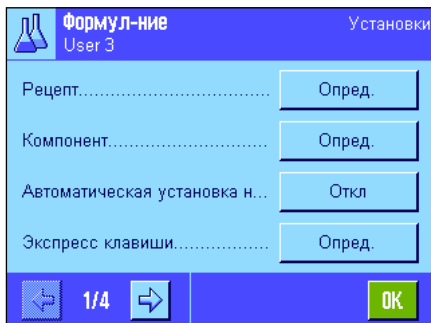 Формул-ние Установки
User 3
Рецепт................................... Опред.
Компонент............................. Опред.
Автоматическая установка н... Откл
Экспресс клавиши.................. Опред.
1/4 OK